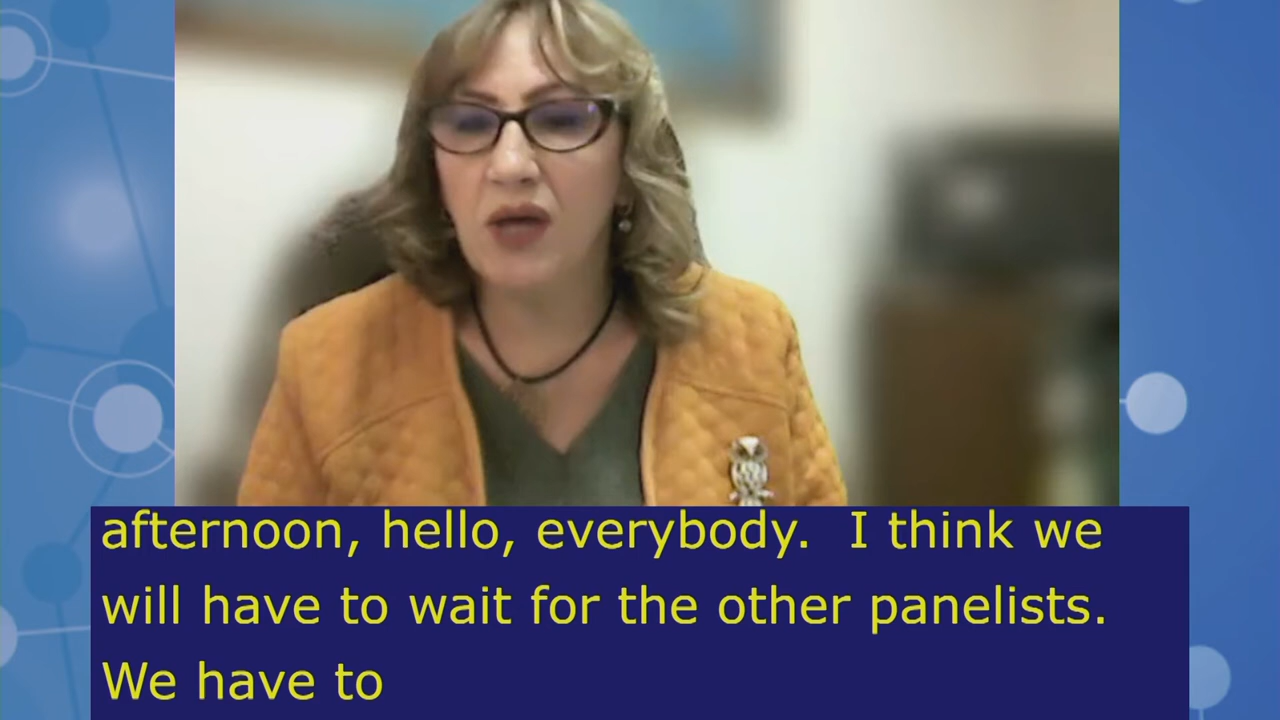 afternoon, hello, everybody.  I think we
will have to wait for the other panelists.
We have to